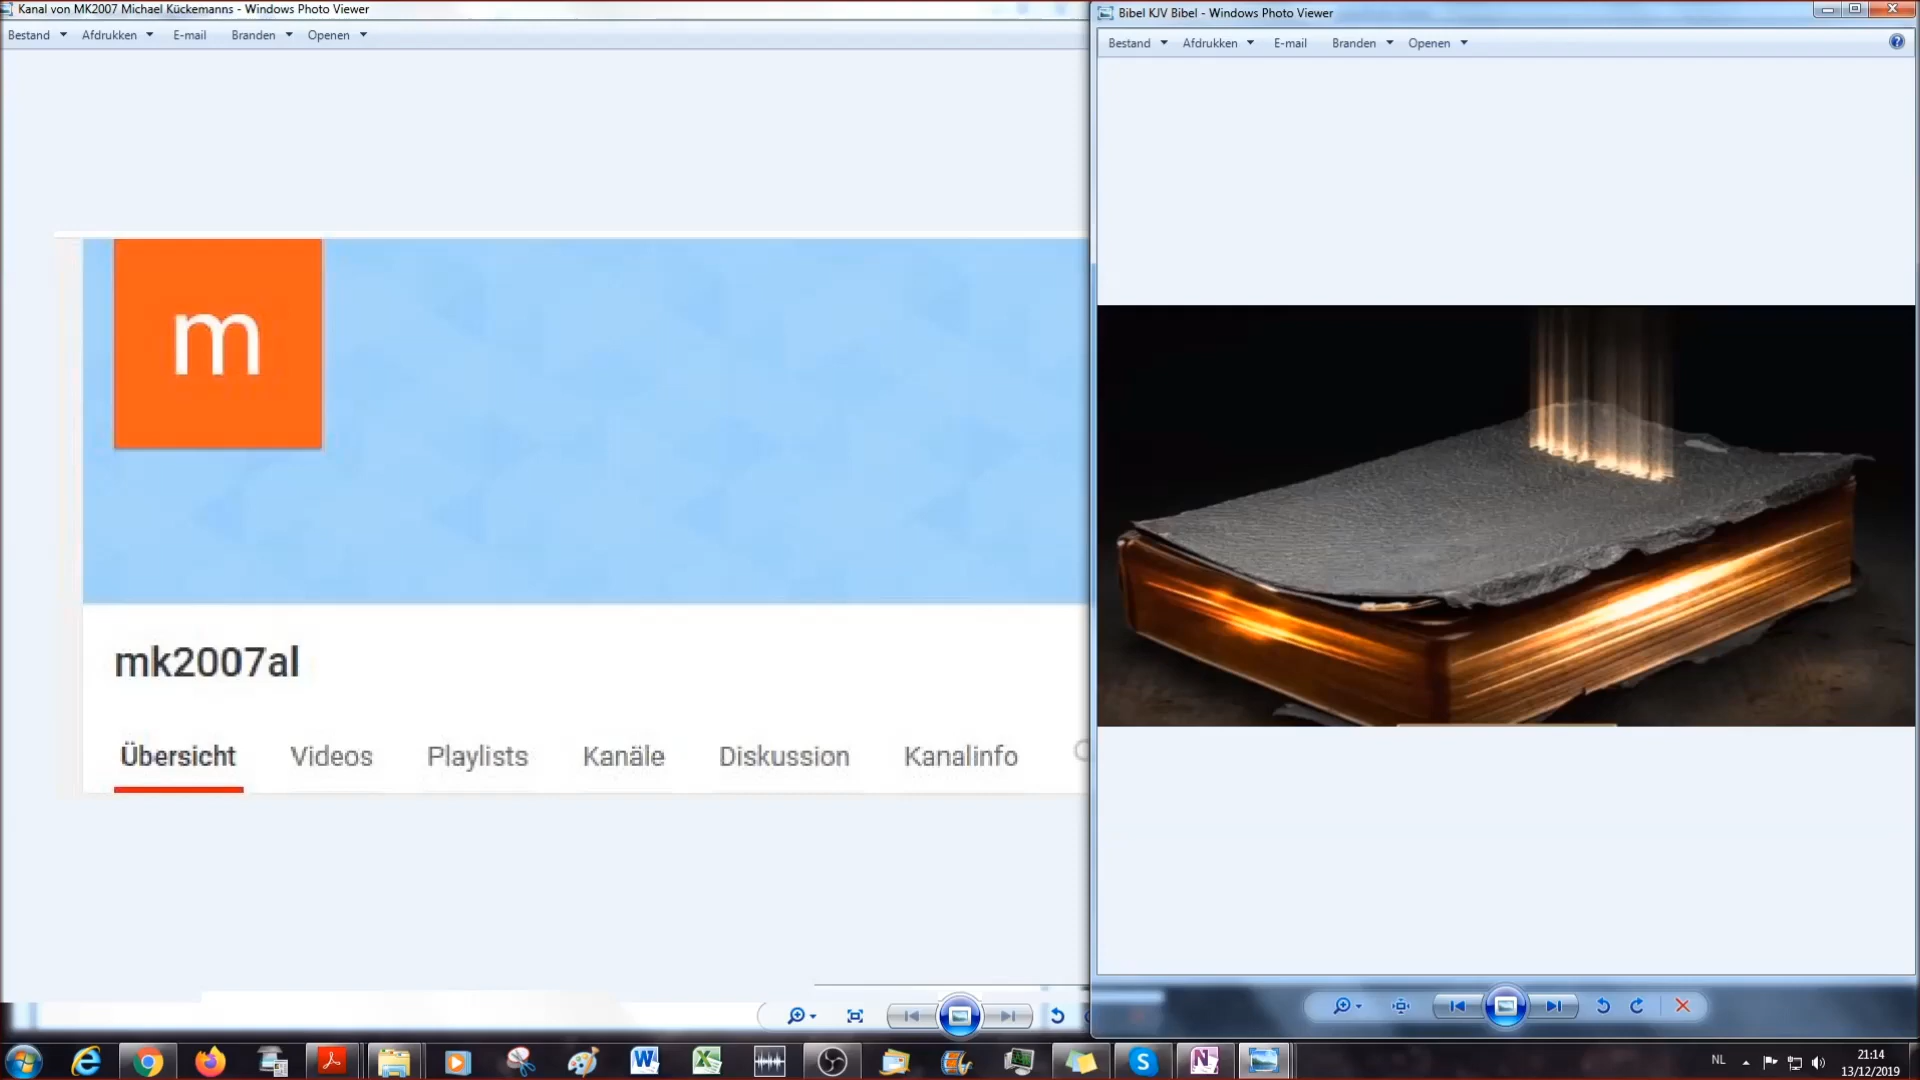 Kanal von MK2007 Michael Kückemanns - Windows Photo Viewer
Bestand Afdrukken E-mail Branden Openen
m
mk2007al
Übersicht Videos Playlists Kanäle Diskussion Kanalinfo
Bibel KJV Bibel - Windows Photo Viewer
Bestand Afdrukken E-mail Branden Openen
NL
21:14
13/12/2019